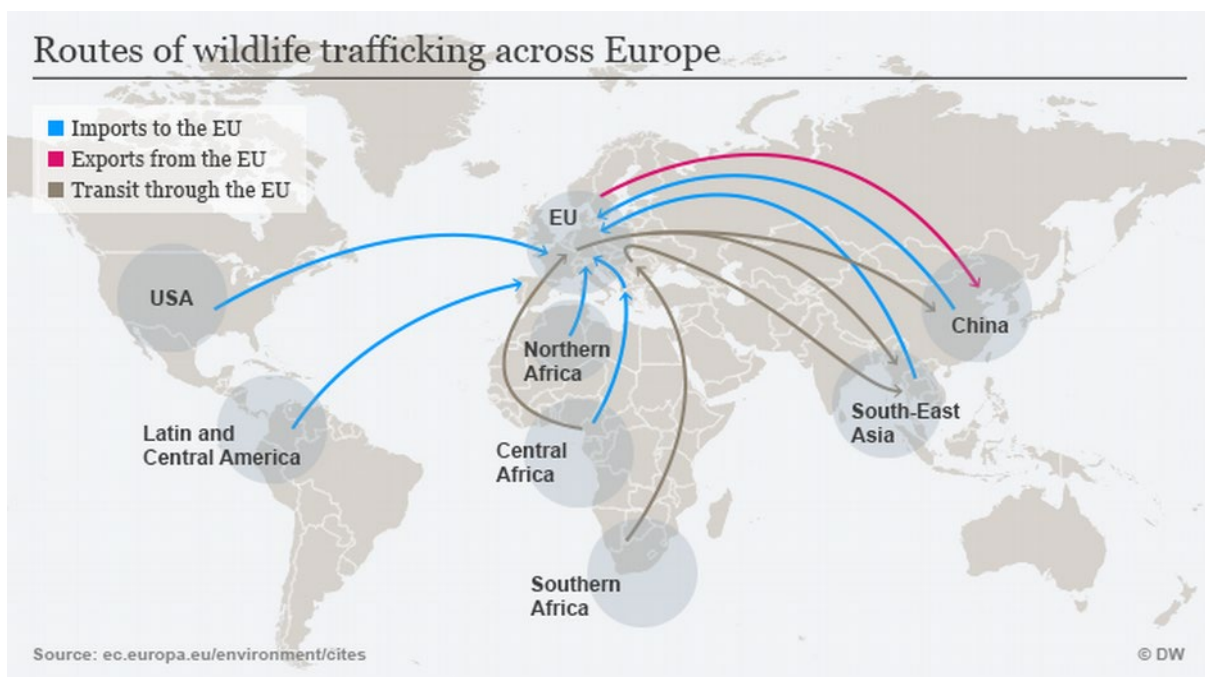 Routes of wildlife trafficking across Europe
Imports to the EU
Exports from the EU
Transit through the EU
EU
USA
China
Northern
Africa
South-East
Asia
Latin and
Central America
Central
Africa
Southern
Africa
Source: ec.europa.eu/environment/cites
© DW